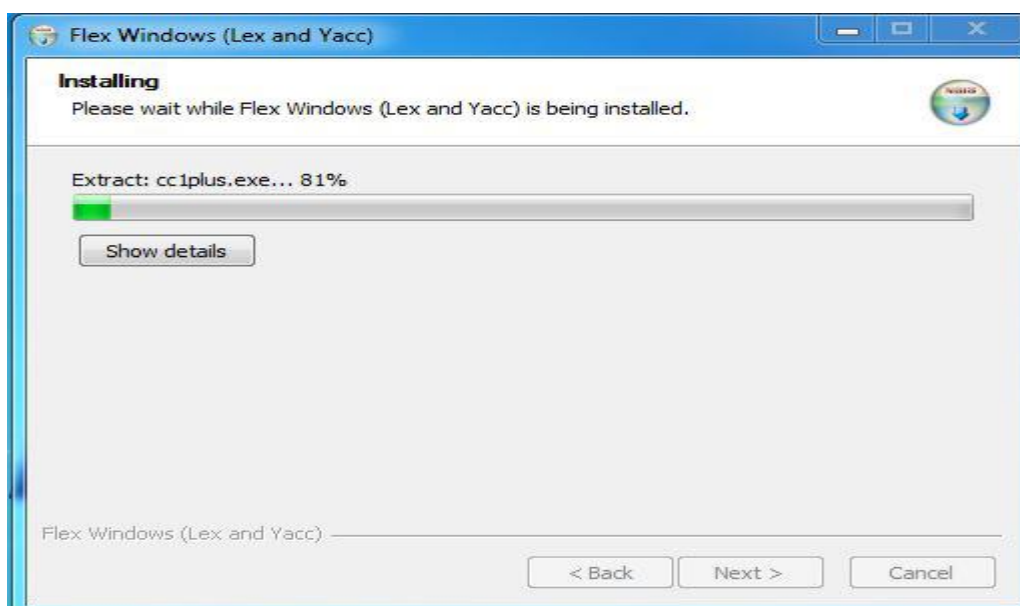 Flex Windows (Lex and Yacc)
Installing
Please wait while Flex Windows (Lex and Yacc) is being installed.
Extract: cc1plus.exe... 81%
Show details
Flex Windows (Lex and Yacc)
< Back Next > Cancel